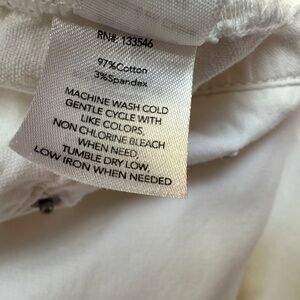 RN#: 133546
97%Cotton
3%Spandex
MACHINE WASH COLD
GENTLE CYCLE WITH
LIKE COLORS,
NON CHLORINE BLEACH
WHEN NEED,
TUMBLE DRY LOW,
LOW IRON WHEN NEEDED